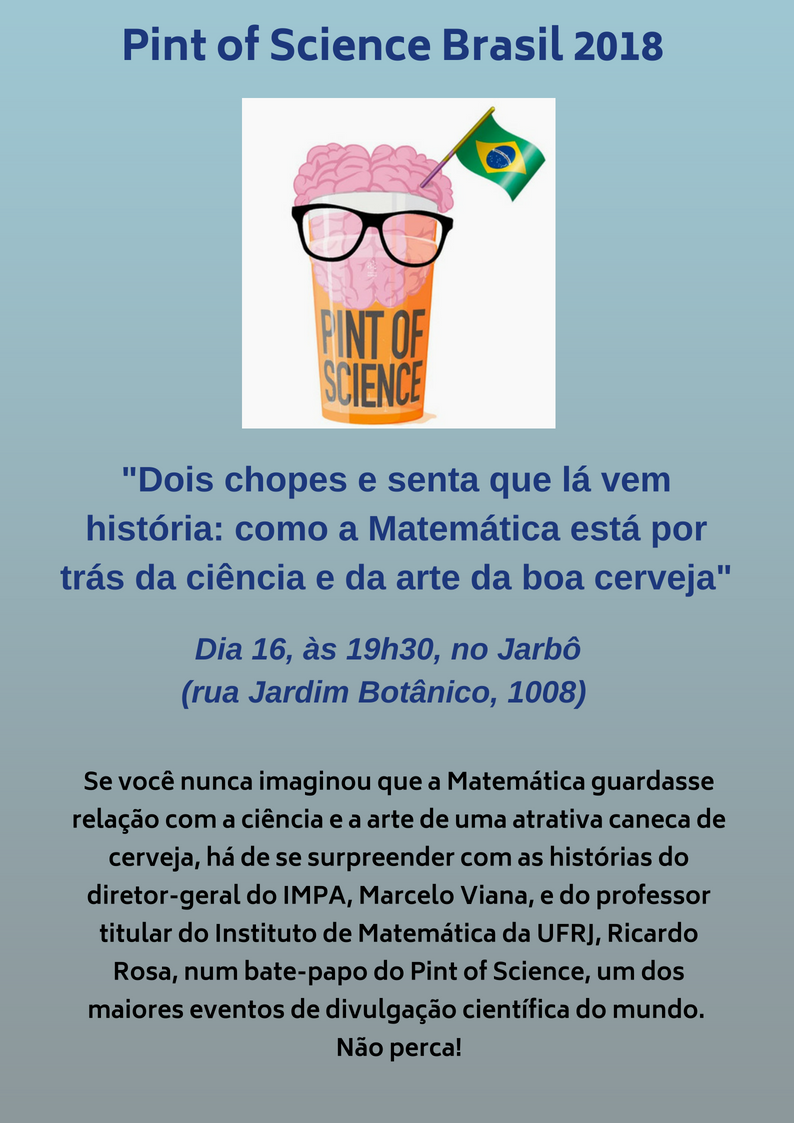 Pint of Science Brasil 2018
PINT OF
SCIENCE
"Dois chopes e senta que lá vem
história: como a Matemática está por
trás da ciência e da arte da boa cerveja"
Dia 16, às 19h30, no Jarbô
(rua Jardim Botânico, 1008)
Se você nunca imaginou que a Matemática guardasse
relação com a ciência e a arte de uma atrativa caneca de
cerveja, há de se surpreender com as histórias do
diretor-geral do IMPA, Marcelo Viana, e do professor
titular do Instituto de Matemática da UFRJ, Ricardo
Rosa, num bate-papo do Pint of Science, um dos
maiores eventos de divulgação científica do mundo.
Não perca!